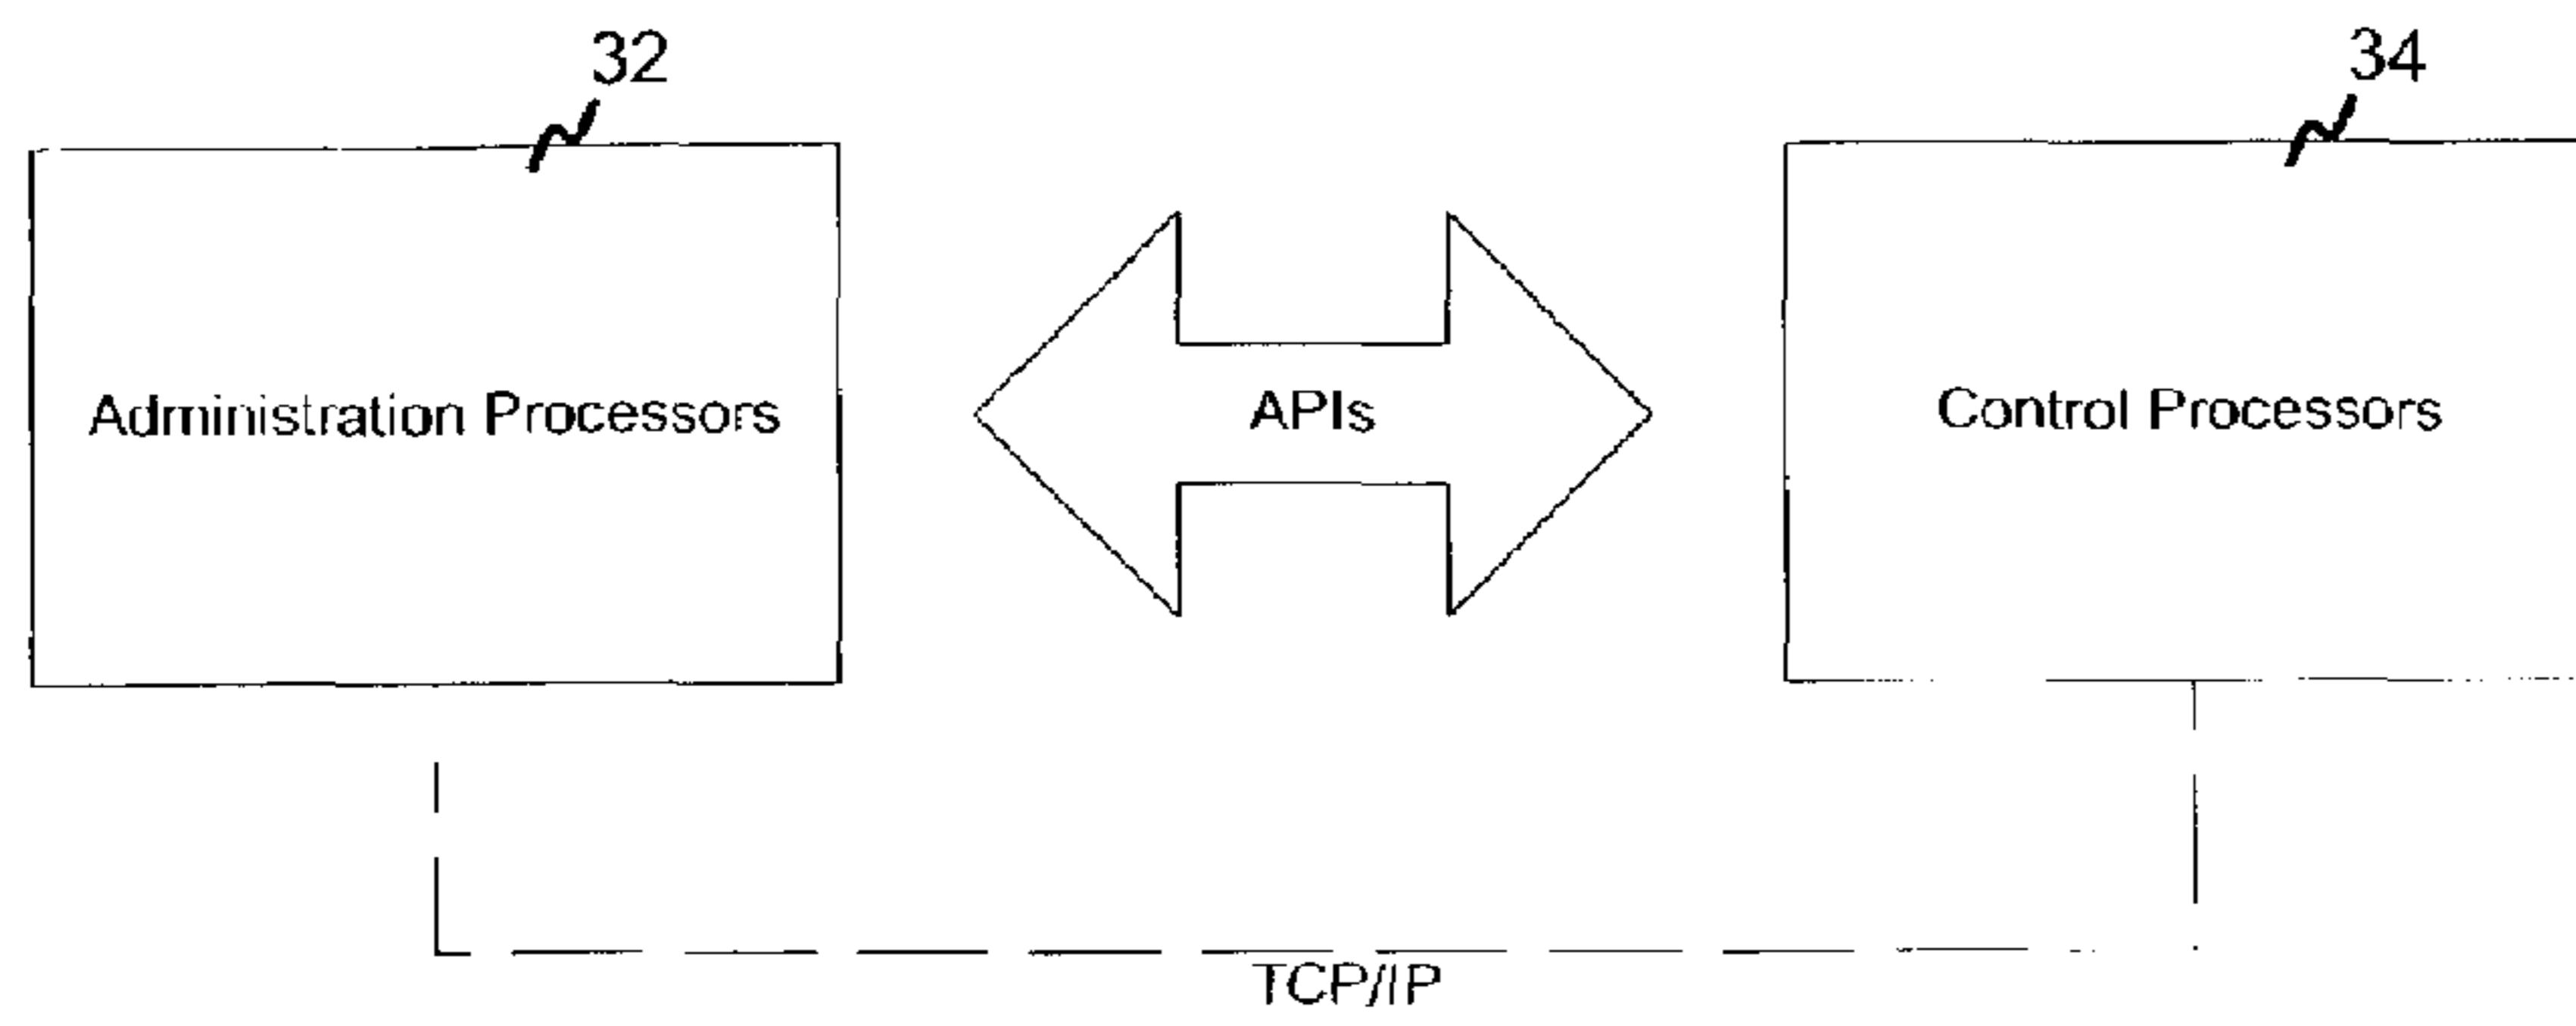 32
34
Administration Processors
APIs
Control Processors
TCP/IP